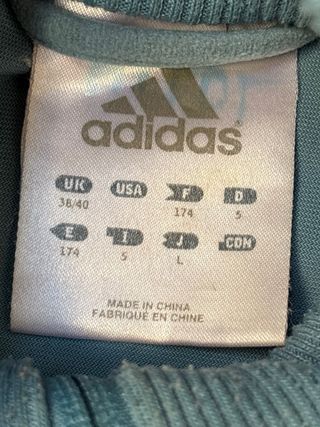 adidas
UK USA F D
38/40 174 5
E I J CDN
174 5 L
MADE IN CHINA
FABRIQUÉ EN CHINE